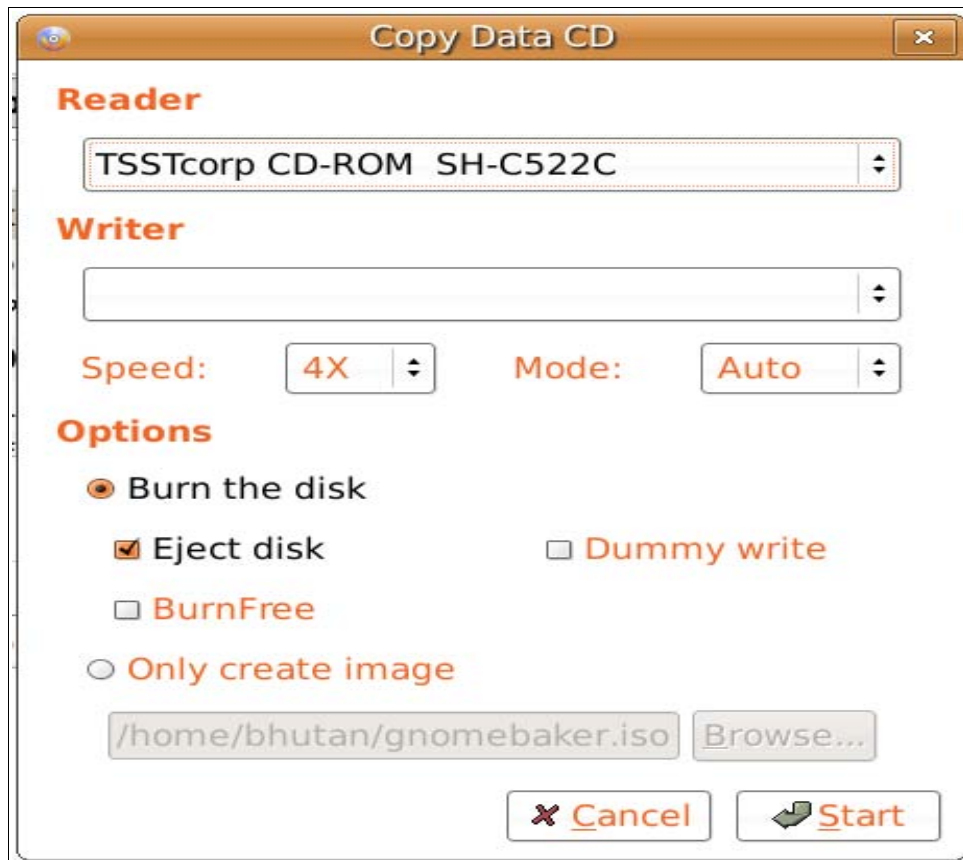 Copy Data CD
Reader
TSSTcorp CD-ROM  SH-C522C
Writer
Speed: 4X Mode: Auto
Options
Burn the disk
Eject disk Dummy write
BurnFree
Only create image
/home/bhutan/gnomebaker.iso Browse...
Cancel Start